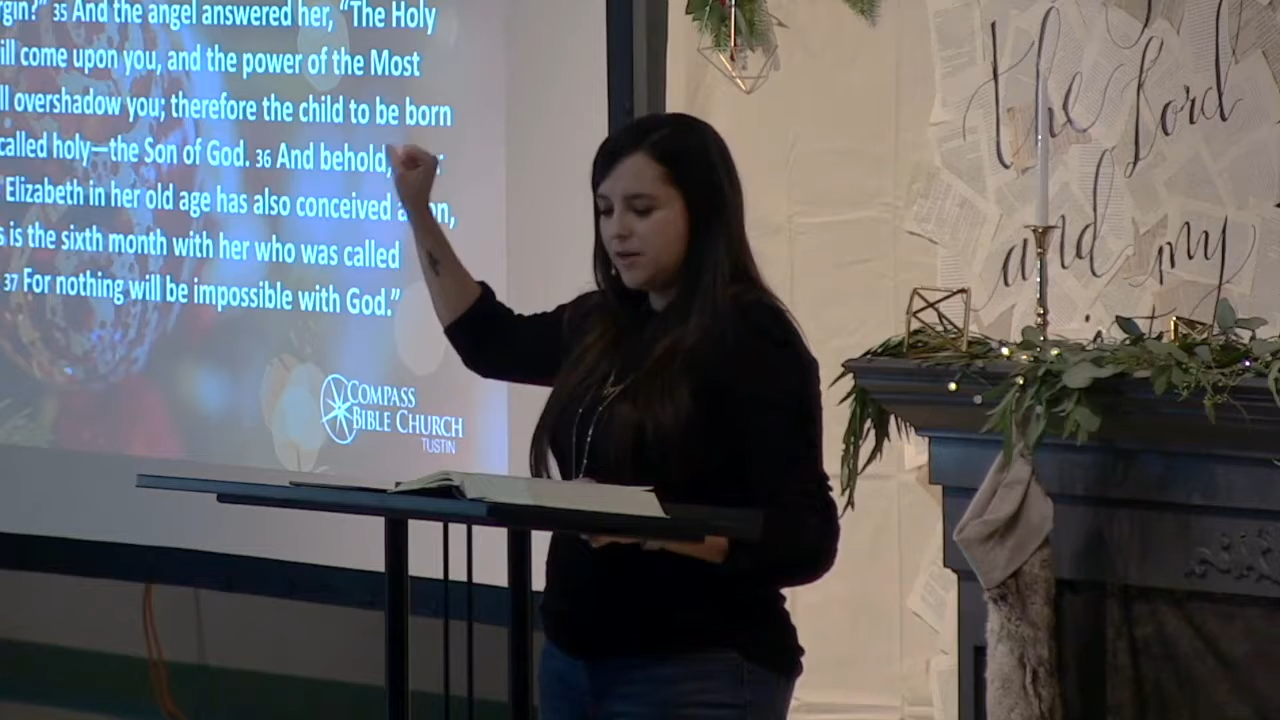 rgin?” 35 And the angel answered her, “The Holy
ill come upon you, and the power of the Most
ll overshadow you; therefore the child to be born
called holy—the Son of God. 36 And behold,
Elizabeth in her old age has also conceived a
s is the sixth month with her who was called
37 For nothing will be impossible with God.”
COMPASS
BIBLE CHURCH
TUSTIN
the Lord
and my